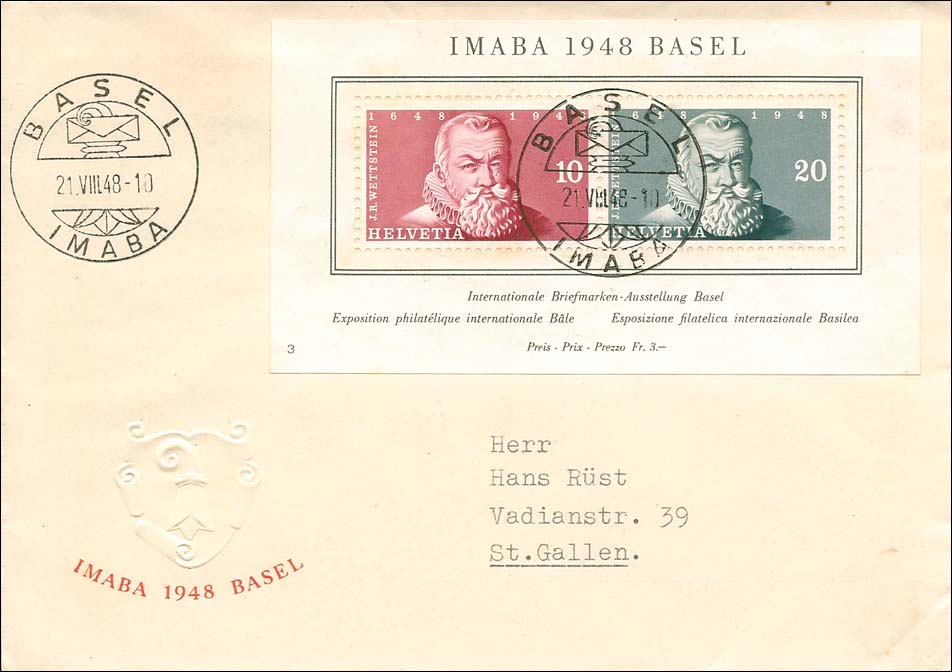 IMABA 1948 BASEL
BASEL
21.VIII.48-10
IMABA
1648 1948
J.R.WETTSTEIN
10
HELVETIA
1648 1948
J.R.WETTSTEIN
20
HELVETIA
BASEL
21.VIII.48-10
IMABA
Internationale Briefmarken-Ausstellung Basel
Exposition philatélique internationale Bâle Esposizione filatelica internazionale Basilea
3 Preis - Prix - Prezzo Fr. 3.—
Herr
Hans Rüst
Vadianstr. 39
St.Gallen.
IMABA 1948 BASEL